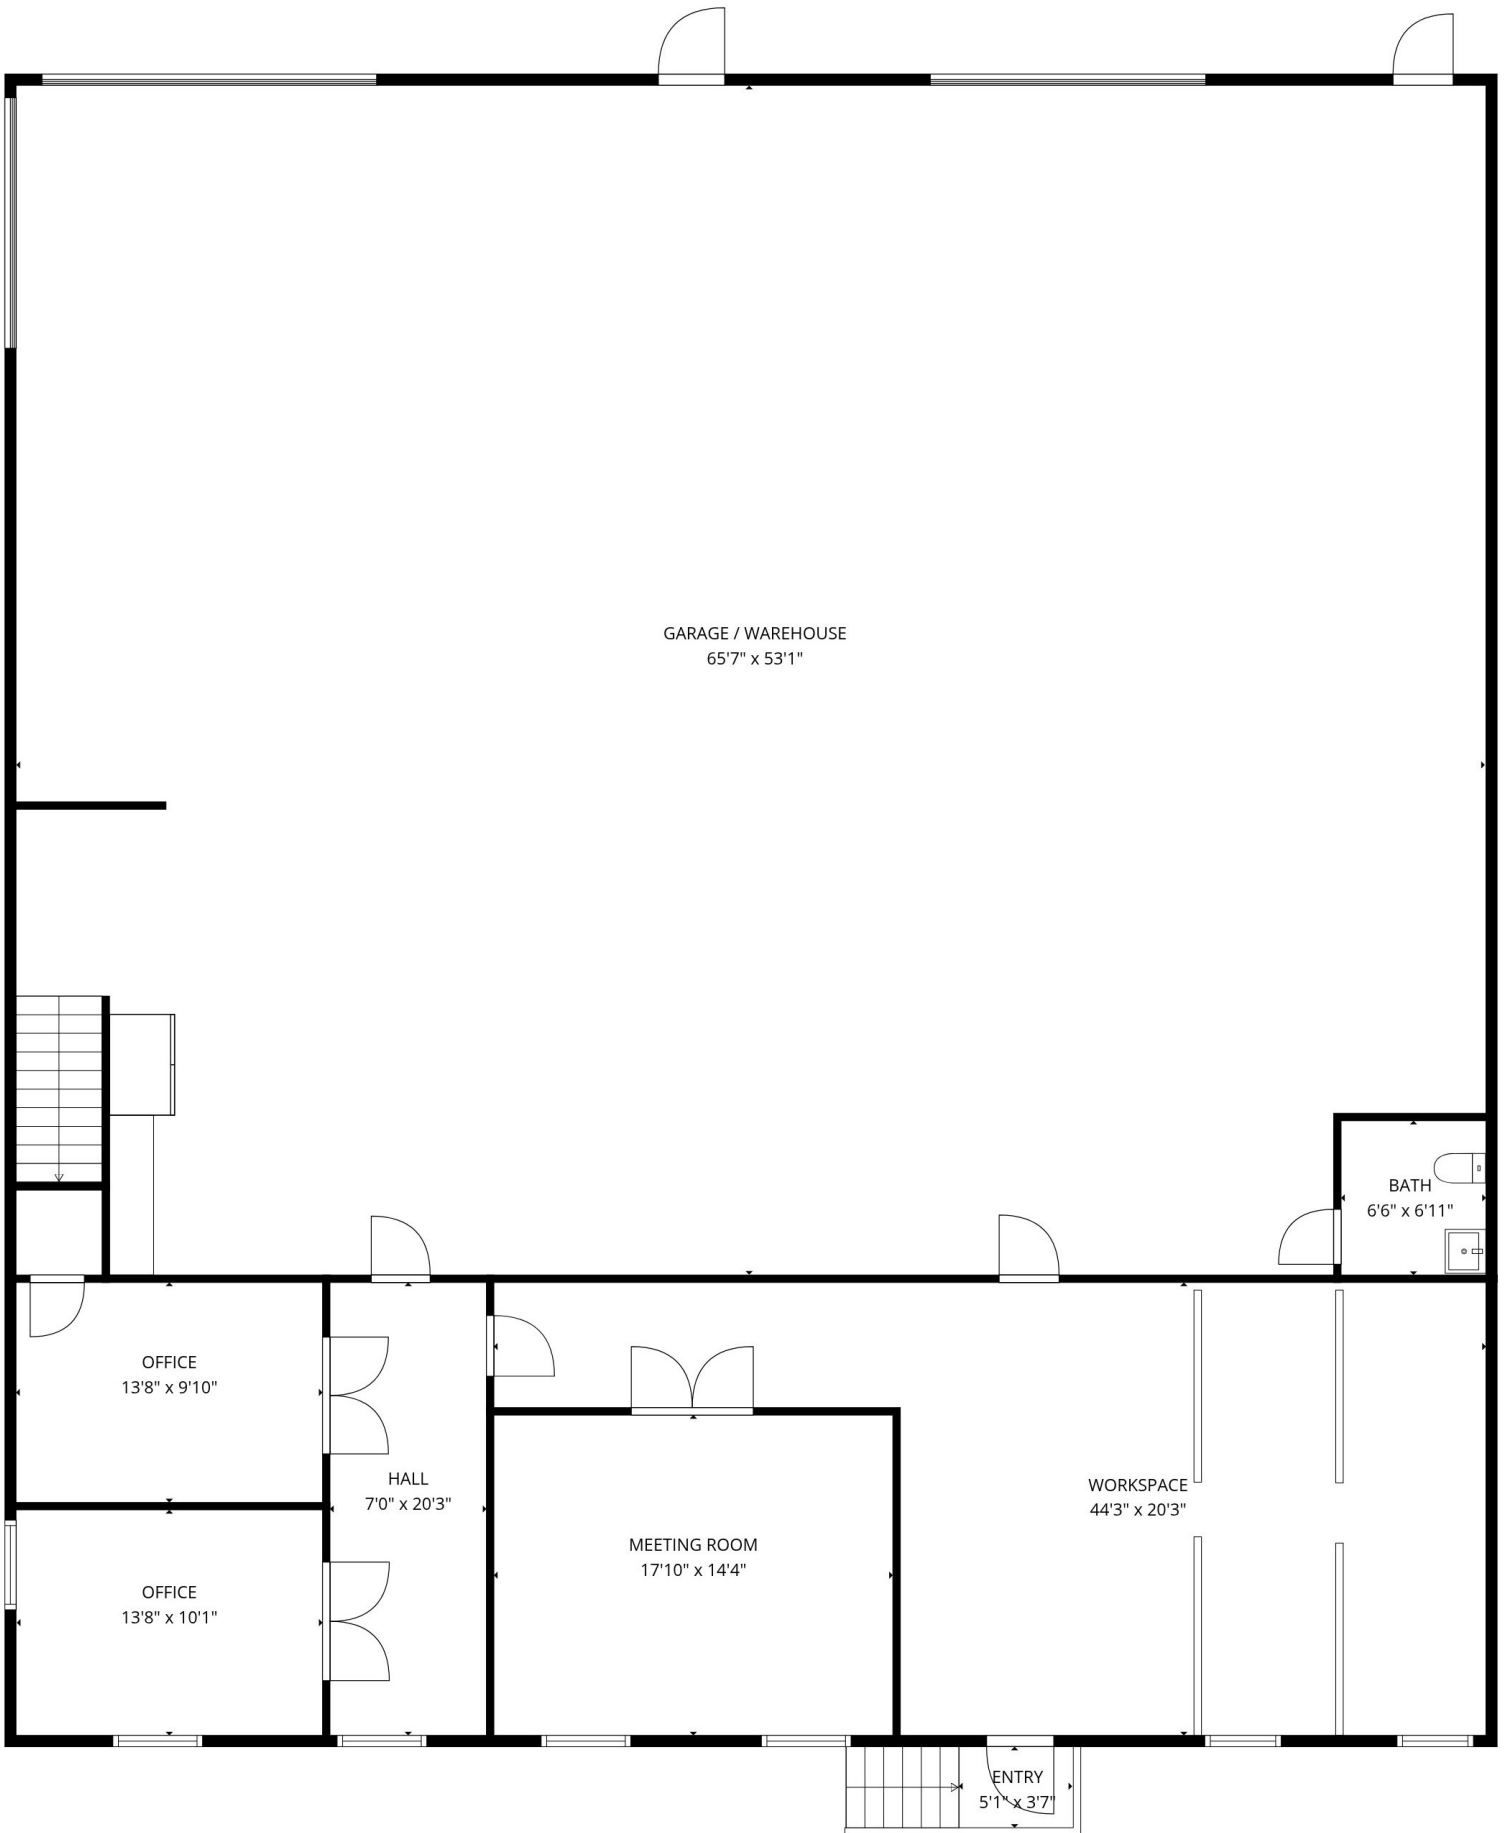 GARAGE / WAREHOUSE
65'7" x 53'1"
BATH
6'6" x 6'11"
OFFICE
13'8" x 9'10"
HALL
7'0" x 20'3"
WORKSPACE
44'3" x 20'3"
MEETING ROOM
17'10" x 14'4"
OFFICE
13'8" x 10'1"
ENTRY
5'1" x 3'7"